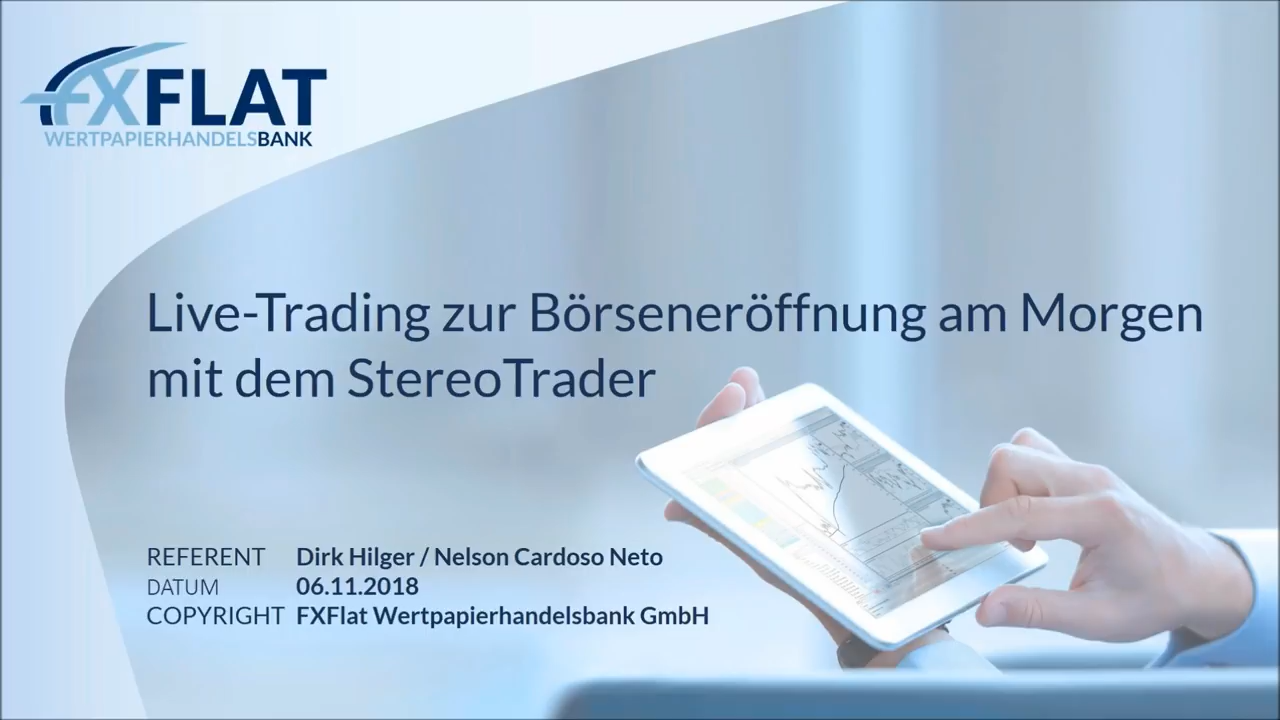 FXFLAT
WERTPAPIERHANDELSBANK
Live-Trading zur Börseneröffnung am Morgen
mit dem StereoTrader
REFERENT Dirk Hilger / Nelson Cardoso Neto
DATUM 06.11.2018
COPYRIGHT FXFlat Wertpapierhandelsbank GmbH